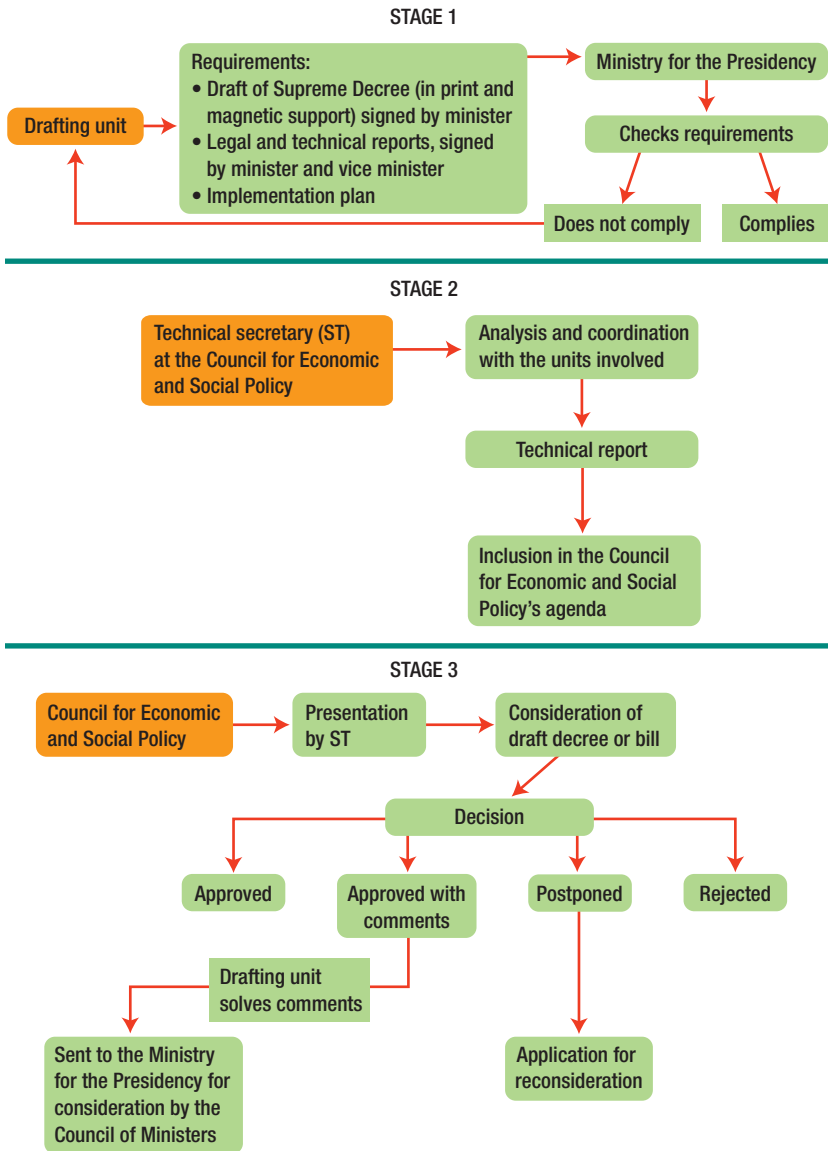 STAGE 1
Drafting unit
Requirements:
• Draft of Supreme Decree (in print and
magnetic support) signed by minister
• Legal and technical reports, signed
by minister and vice minister
• Implementation plan
Ministry for the Presidency
Checks requirements
Does not comply
Complies
STAGE 2
Technical secretary (ST)
at the Council for Economic
and Social Policy
Analysis and coordination
with the units involved
Technical report
Inclusion in the Council
for Economic and Social
Policy's agenda
STAGE 3
Council for Economic
and Social Policy
Presentation
by ST
Consideration of
draft decree or bill
Decision
Approved
Approved with
comments
Postponed
Rejected
Drafting unit
solves comments
Sent to the Ministry
for the Presidency for
consideration by the
Council of Ministers
Application for
reconsideration